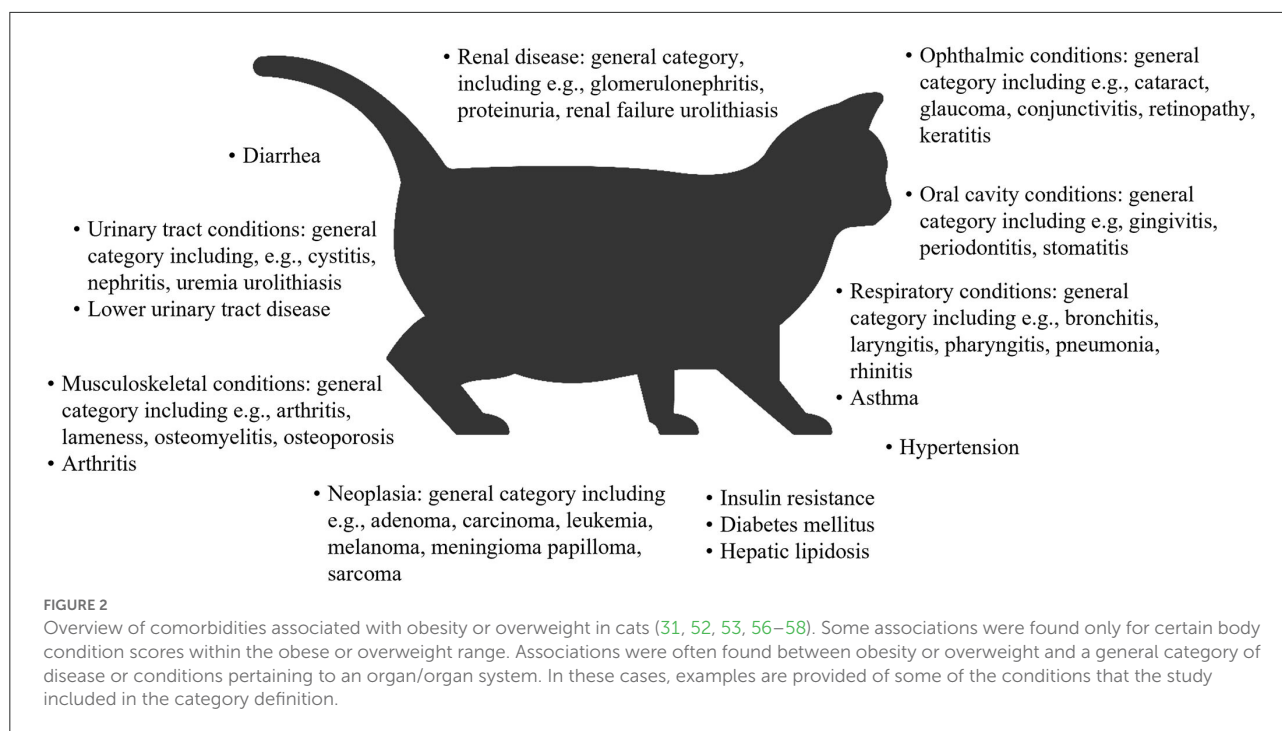 • Renal disease: general category,
including e.g., glomerulonephritis,
proteinuria, renal failure urolithiasis
• Ophthalmic conditions: general
category including e.g., cataract,
glaucoma, conjunctivitis, retinopathy,
keratitis
• Diarrhea
• Oral cavity conditions: general
category including e.g, gingivitis,
periodontitis, stomatitis
• Urinary tract conditions: general
category including, e.g., cystitis,
nephritis, uremia urolithiasis
• Lower urinary tract disease
• Respiratory conditions: general
category including e.g., bronchitis,
laryngitis, pharyngitis, pneumonia,
rhinitis
• Asthma
• Musculoskeletal conditions: general
category including e.g., arthritis,
lameness, osteomyelitis, osteoporosis
• Arthritis
• Hypertension
• Neoplasia: general category including
e.g., adenoma, carcinoma, leukemia,
melanoma, meningioma papilloma,
sarcoma
• Insulin resistance
• Diabetes mellitus
• Hepatic lipidosis
FIGURE 2
Overview of comorbidities associated with obesity or overweight in cats (31, 52, 53, 56–58). Some associations were found only for certain body
condition scores within the obese or overweight range. Associations were often found between obesity or overweight and a general category of
disease or conditions pertaining to an organ/organ system. In these cases, examples are provided of some of the conditions that the study
included in the category definition.